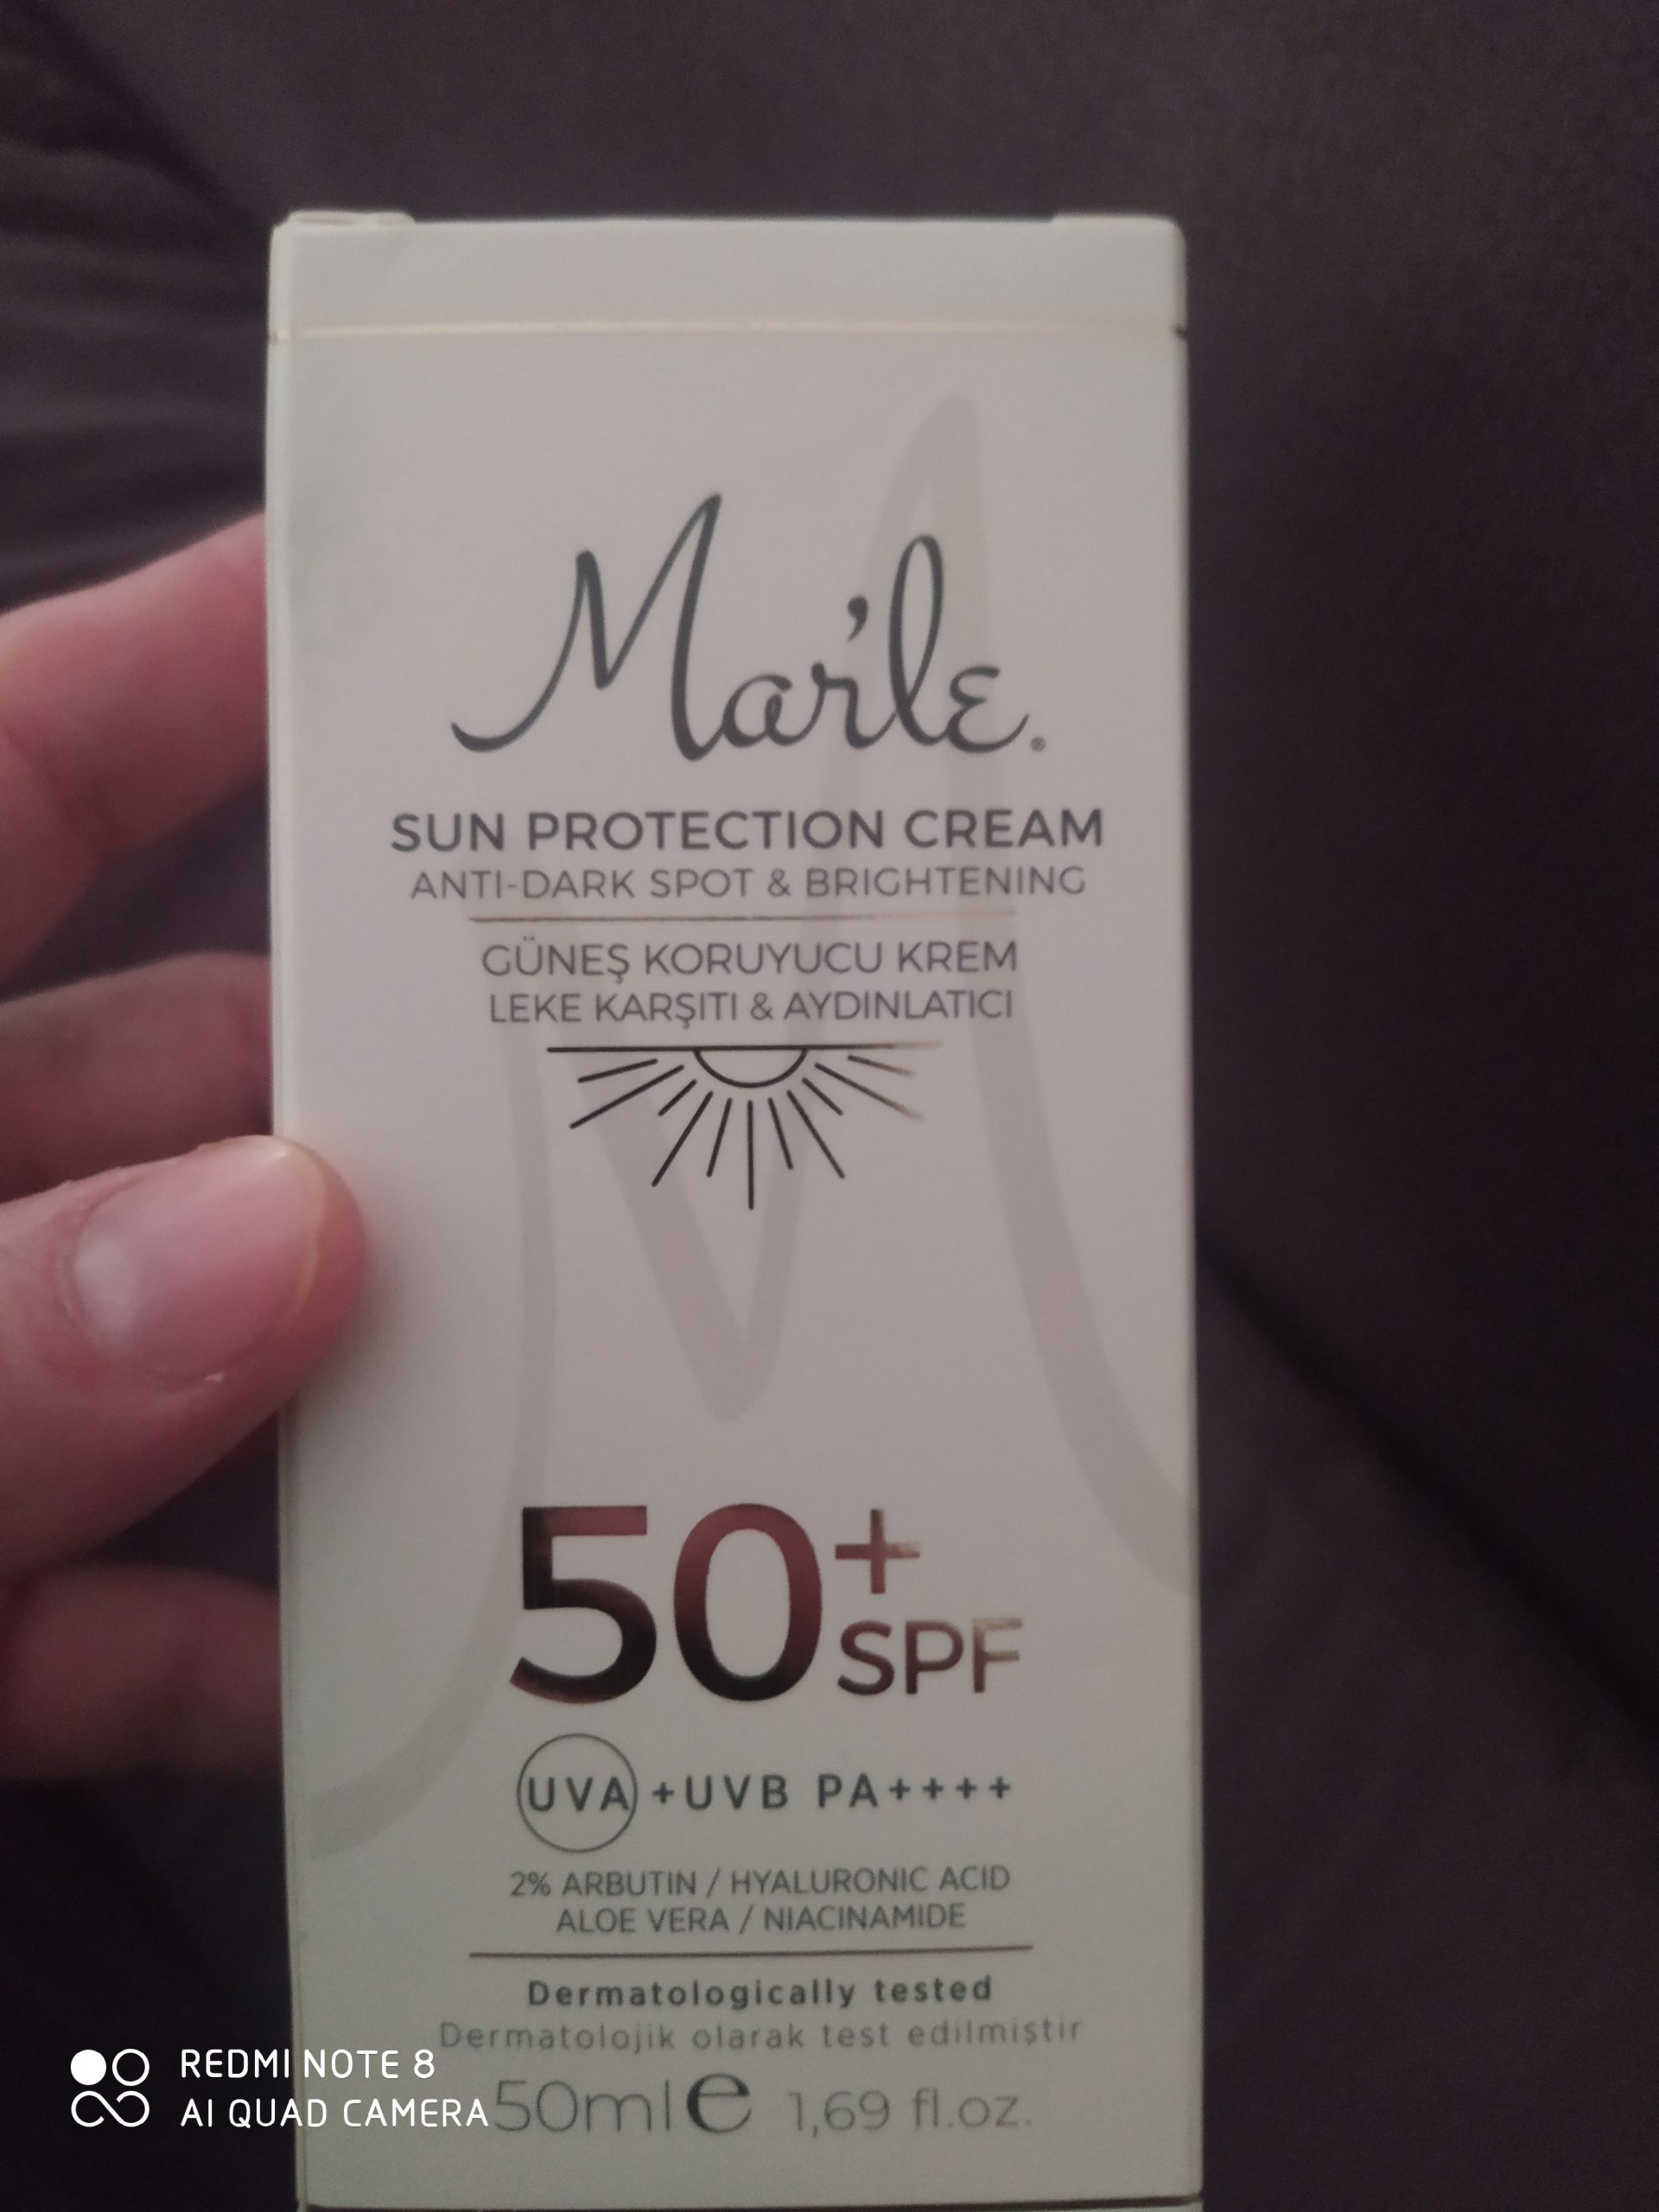 Mar'le.®
SUN PROTECTION CREAM
ANTI-DARK SPOT & BRIGHTENING
GÜNEŞ KORUYUCU KREM
LEKE KARŞITI & AYDINLATICI
50+
SPF
UVA +UVB PA++++
2% ARBUTIN / HYALURONIC ACID
ALOE VERA / NIACINAMIDE
Dermatologically tested
Dermatolojik olarak test edilmiştir
50ml e 1,69 fl.oz.
REDMI NOTE 8
AI QUAD CAMERA